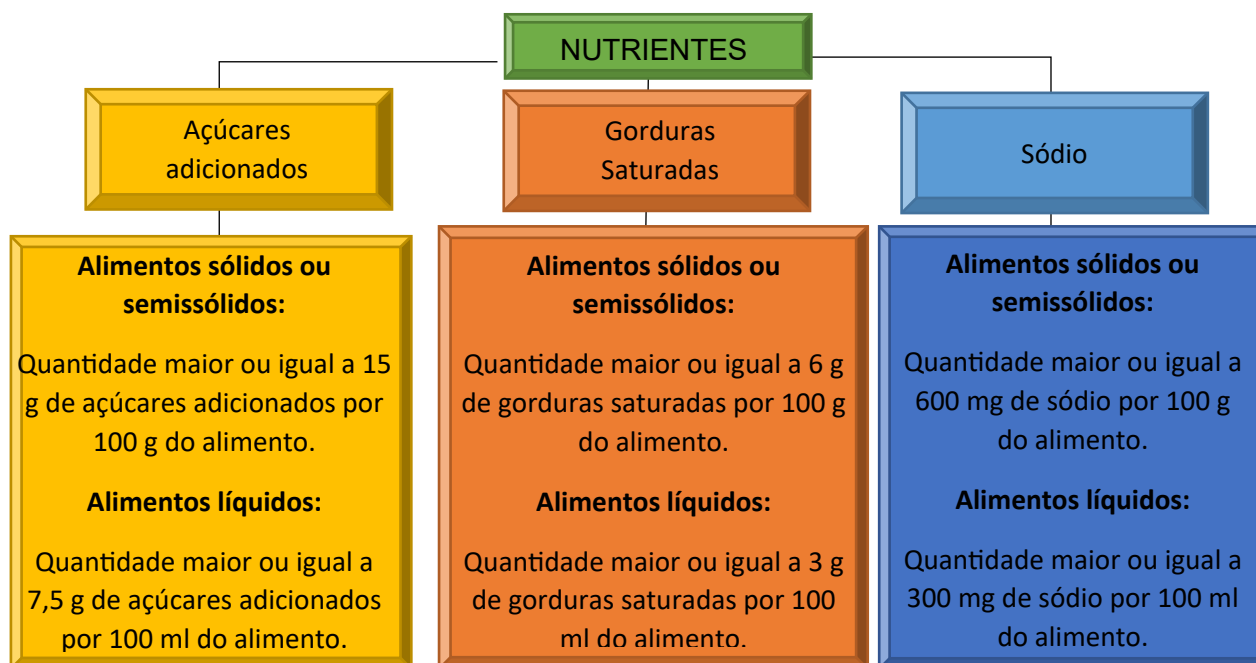 NUTRIENTES
Açúcares
adicionados
Gorduras
Saturadas
Sódio
Alimentos sólidos ou
semissólidos:
Quantidade maior ou igual a 15
g de açúcares adicionados por
100 g do alimento.
Alimentos líquidos:
Quantidade maior ou igual a
7,5 g de açúcares adicionados
por 100 ml do alimento.
Alimentos sólidos ou
semissólidos:
Quantidade maior ou igual a 6 g
de gorduras saturadas por 100 g
do alimento.
Alimentos líquidos:
Quantidade maior ou igual a 3 g
de gorduras saturadas por 100
ml do alimento.
Alimentos sólidos ou
semissólidos:
Quantidade maior ou igual a
600 mg de sódio por 100 g
do alimento.
Alimentos líquidos:
Quantidade maior ou igual a
300 mg de sódio por 100 ml
do alimento.